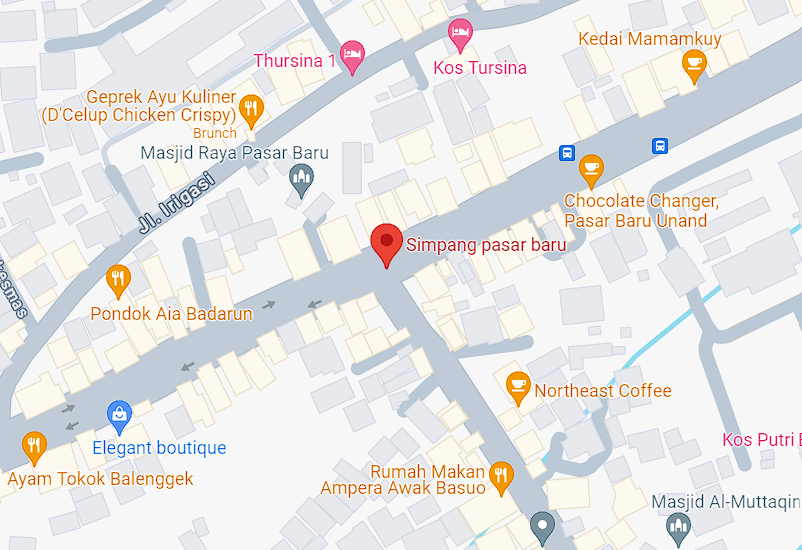 Kedai Mamamkuy
Thursina 1
Kos Tursina
Geprek Ayu Kuliner
(D'Celup Chicken Crispy)
Brunch
Masjid Raya Pasar Baru
Jl. Irigasi
Chocolate Changer,
Pasar Baru Unand
Simpang pasar baru
Pondok Aia Badarun
Northeast Coffee
Elegant boutique
Kos Putri
Ayam Tokok Balenggek
Rumah Makan
Ampera Awak Basuo
Masjid Al-Muttaqin